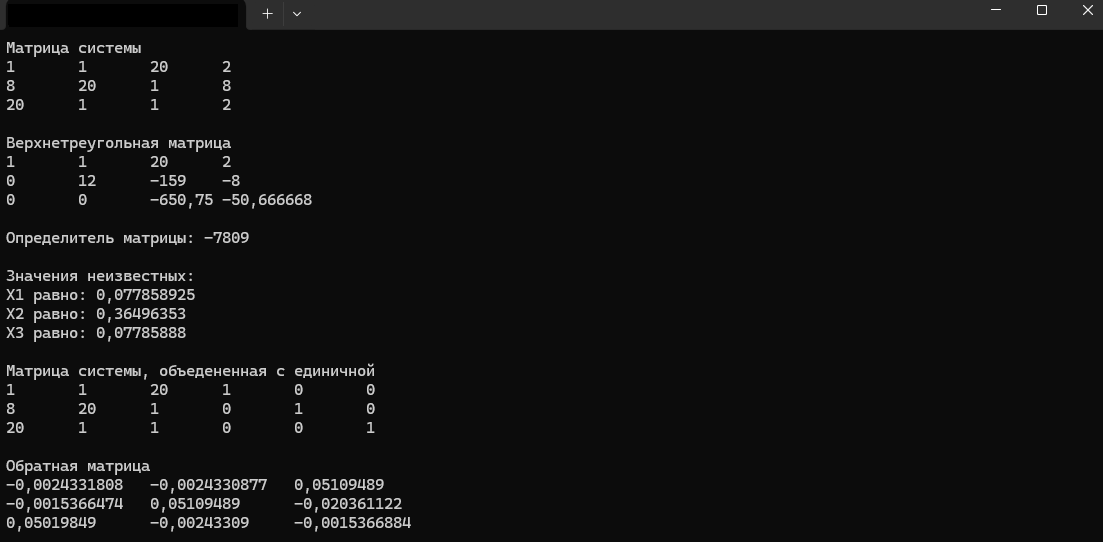 Матрица системы
1 1 20 2
8 20 1 8
20 1 1 2
Верхнетреугольная матрица
1 1 20 2
0 12 -159 -8
0 0 -650,75 -50,666668
Определитель матрицы: -7809
Значения неизвестных:
X1 равно: 0,077858925
X2 равно: 0,36496353
X3 равно: 0,07785888
Матрица системы, объедененная с единичной
1 1 20 1 0 0
8 20 1 0 1 0
20 1 1 0 0 1
Обратная матрица
-0,0024331808 -0,0024330877 0,05109489
-0,0015366474 0,05109489 -0,020361122
0,05019849 -0,00243309 -0,0015366884